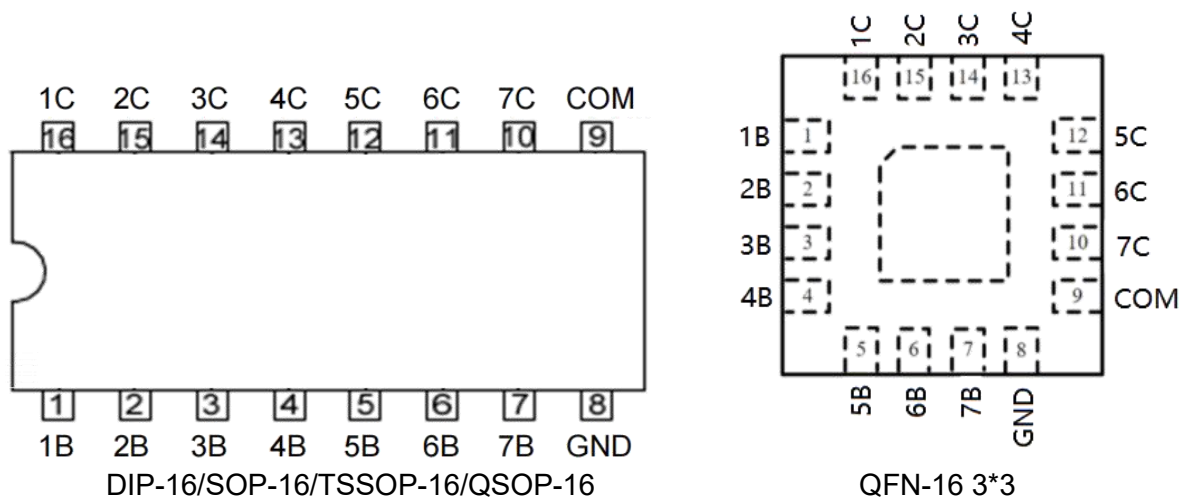 1C 2C 3C 4C 5C 6C 7C COM
16 15 14 13 12 11 10 9
1 2 3 4 5 6 7 8
1B 2B 3B 4B 5B 6B 7B GND
DIP-16/SOP-16/TSSOP-16/QSOP-16
1C 2C 3C 4C
16 15 14 13
1B 1 12 5C
2B 2 11 6C
3B 3 10 7C
4B 4 9 COM
5 6 7 8
5B 6B 7B GND
QFN-16 3*3